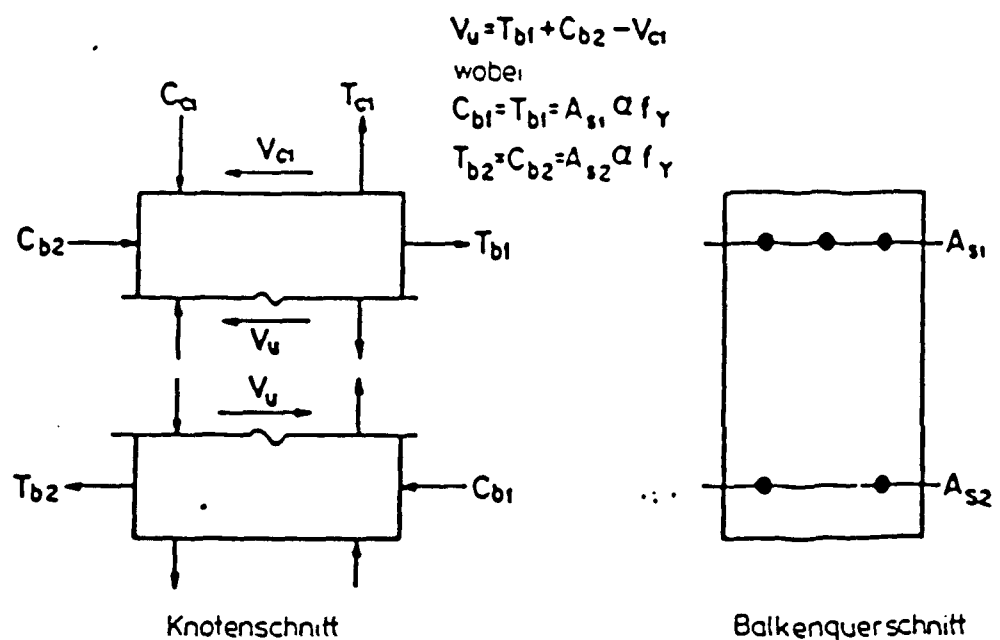 V_u = T_b1 + C_b2 - V_c1
wobei
C_b1 = T_b1 = A_s1 α f_Y
T_b2 = C_b2 = A_s2 α f_Y
C_c1
T_c1
V_c1
C_b2
T_b1
V_u
V_u
T_b2
C_b1
Knotenschnitt
A_s1
A_s2
Balkenquerschnitt